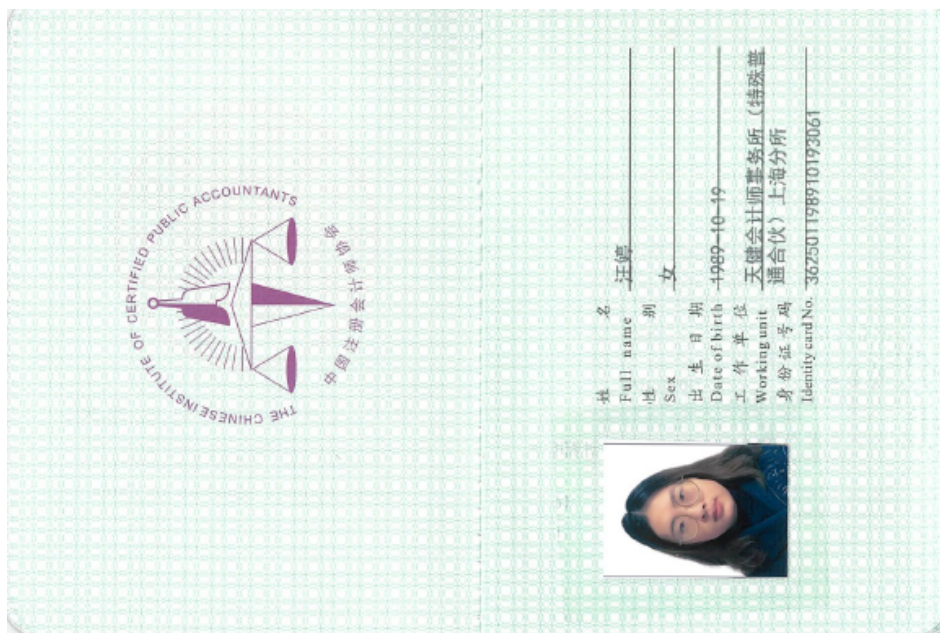 THE CHINESE INSTITUTE OF CERTIFIED PUBLIC ACCOUNTANTS
中国注册会计师协会
姓 名
Full name 汪婷
性 别
Sex 女
出 生 日 期
Date of birth 1989-10-19
工 作 单 位
Working unit 天健会计师事务所（特殊普
通合伙）上海分所
身 份 证 号 码
Identity card No. 362501198910193061